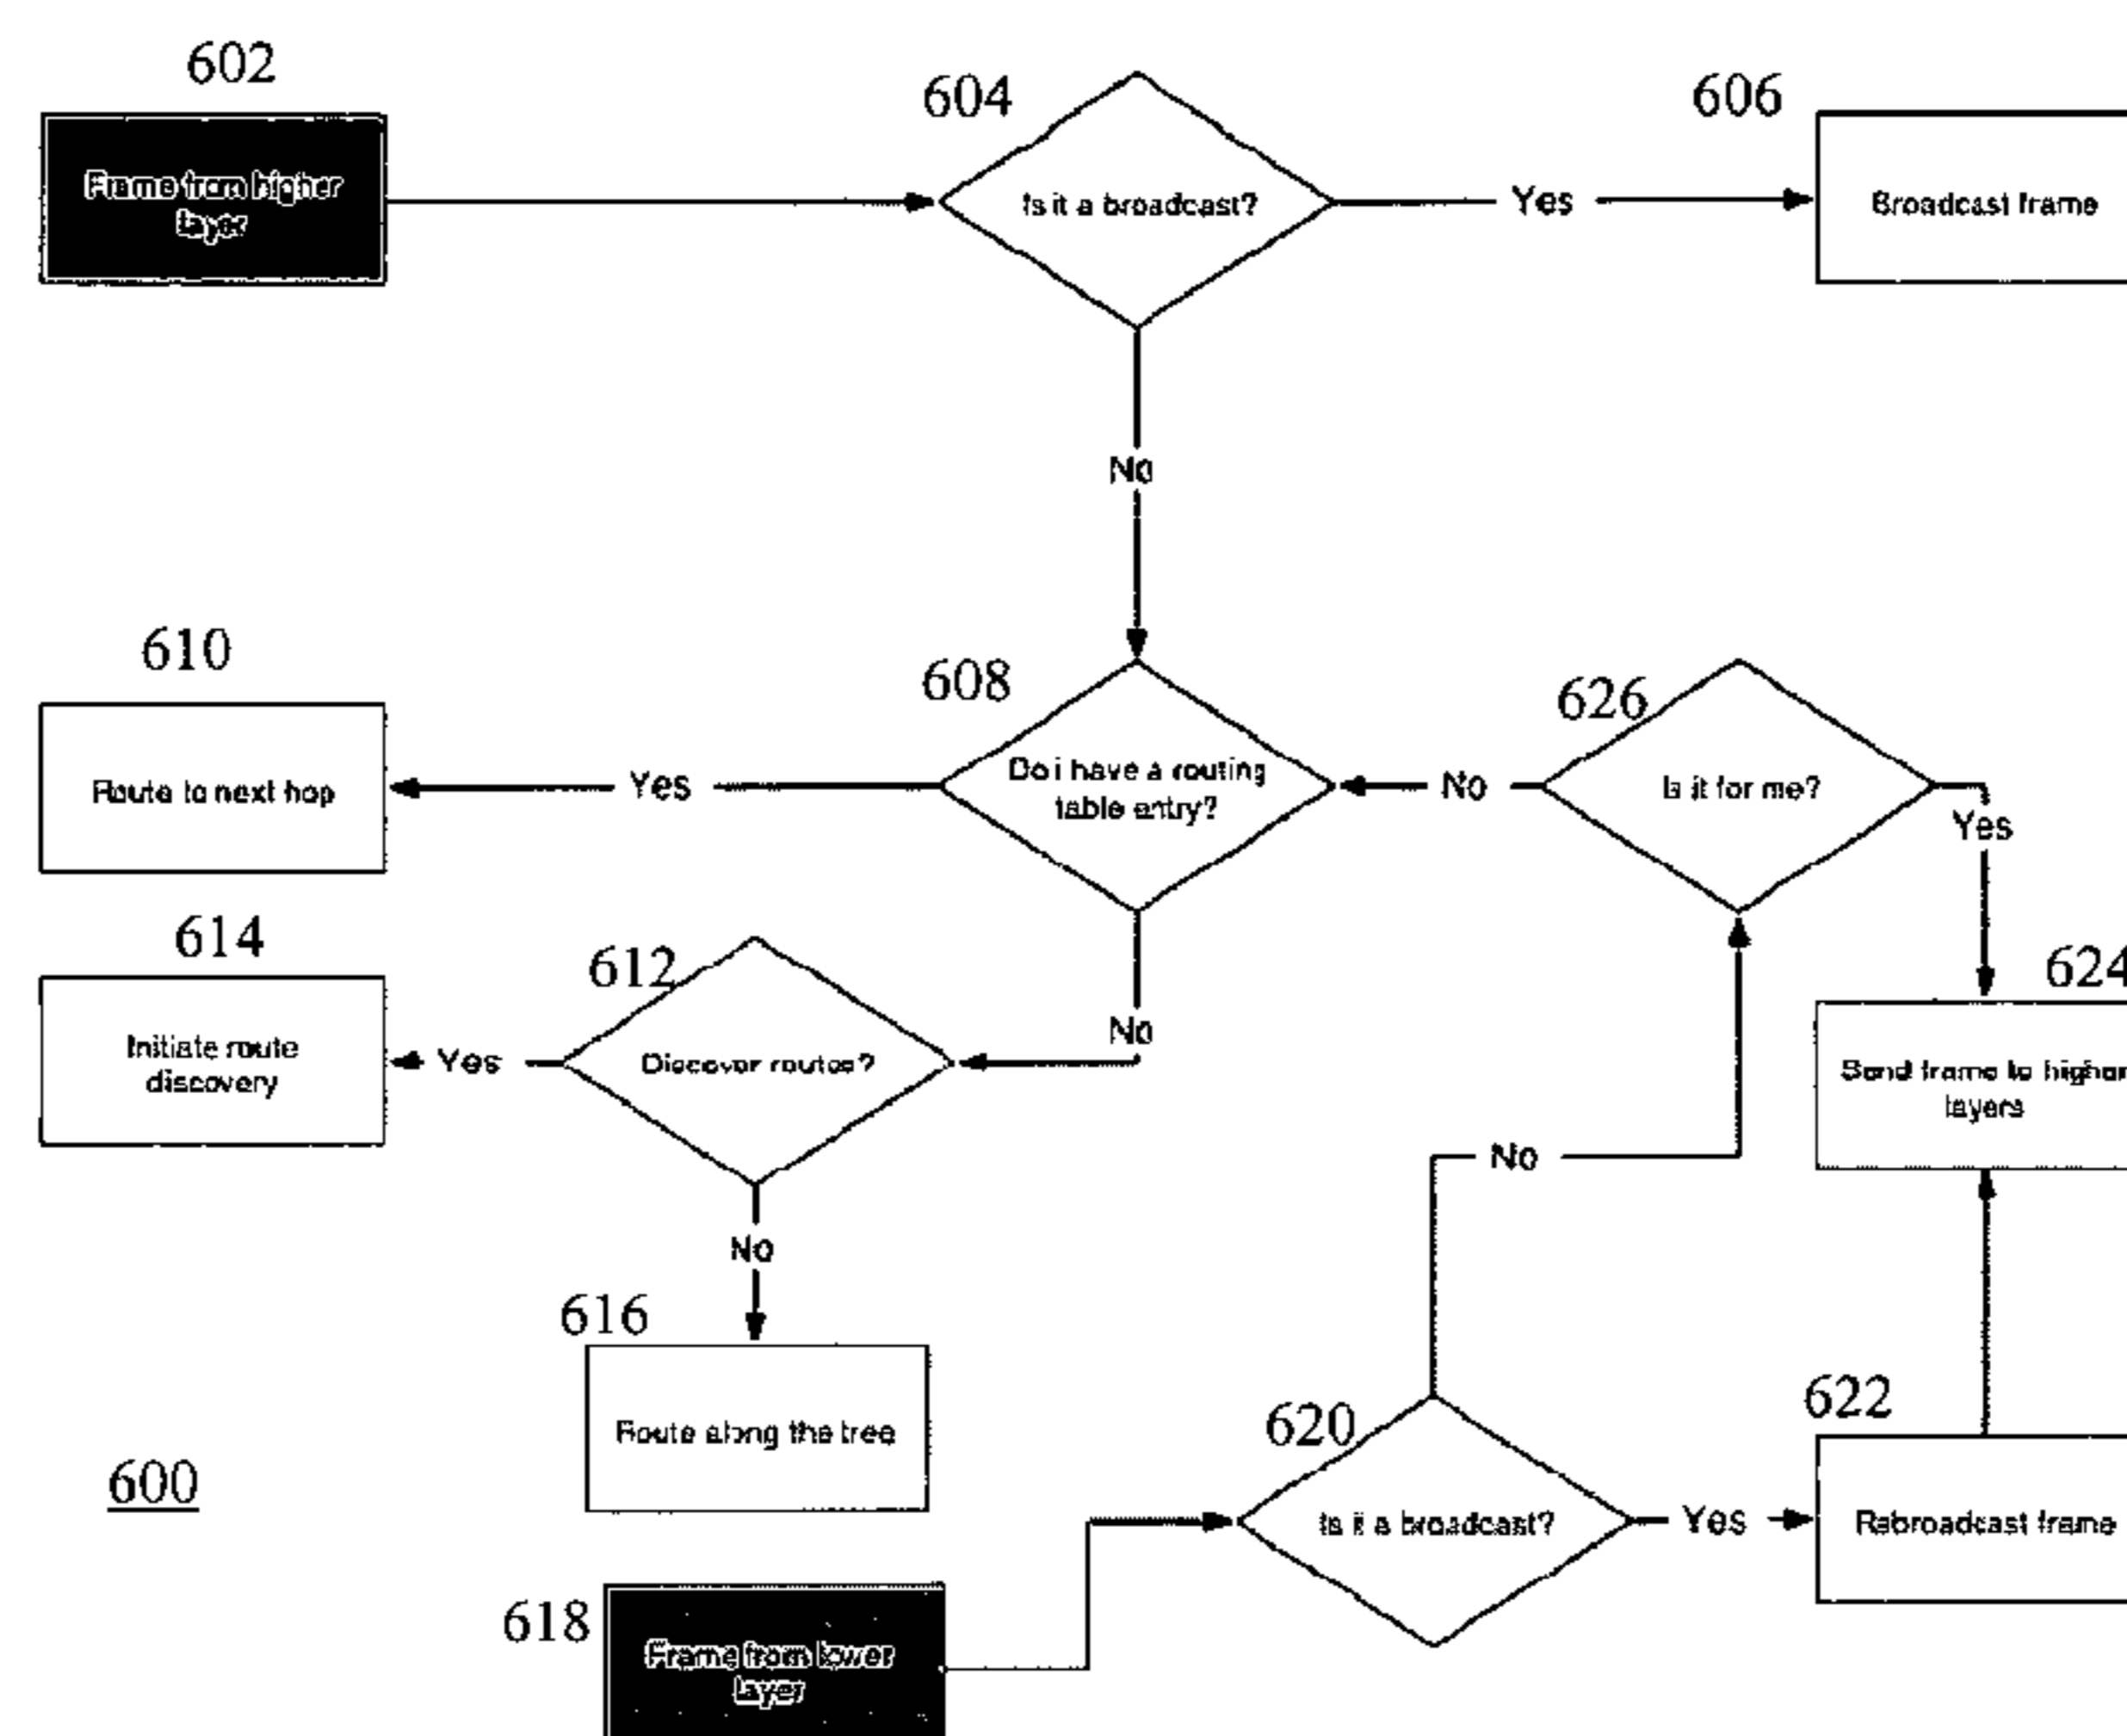 602
604
606
Frame from higher
layer
Is it a broadcast?
Yes
Broadcast frame
No
610
608
626
Route to next hop
Yes
Do i have a routing
table entry?
No
Is it for me?
Yes
614
612
624
Initiate route
discovery
Yes
Discover routes?
No
Send frame to higher
layers
No
No
616
622
620
Route along the tree
600
Is it a broadcast?
Yes
Rebroadcast frame
618
Frame from lower
layer